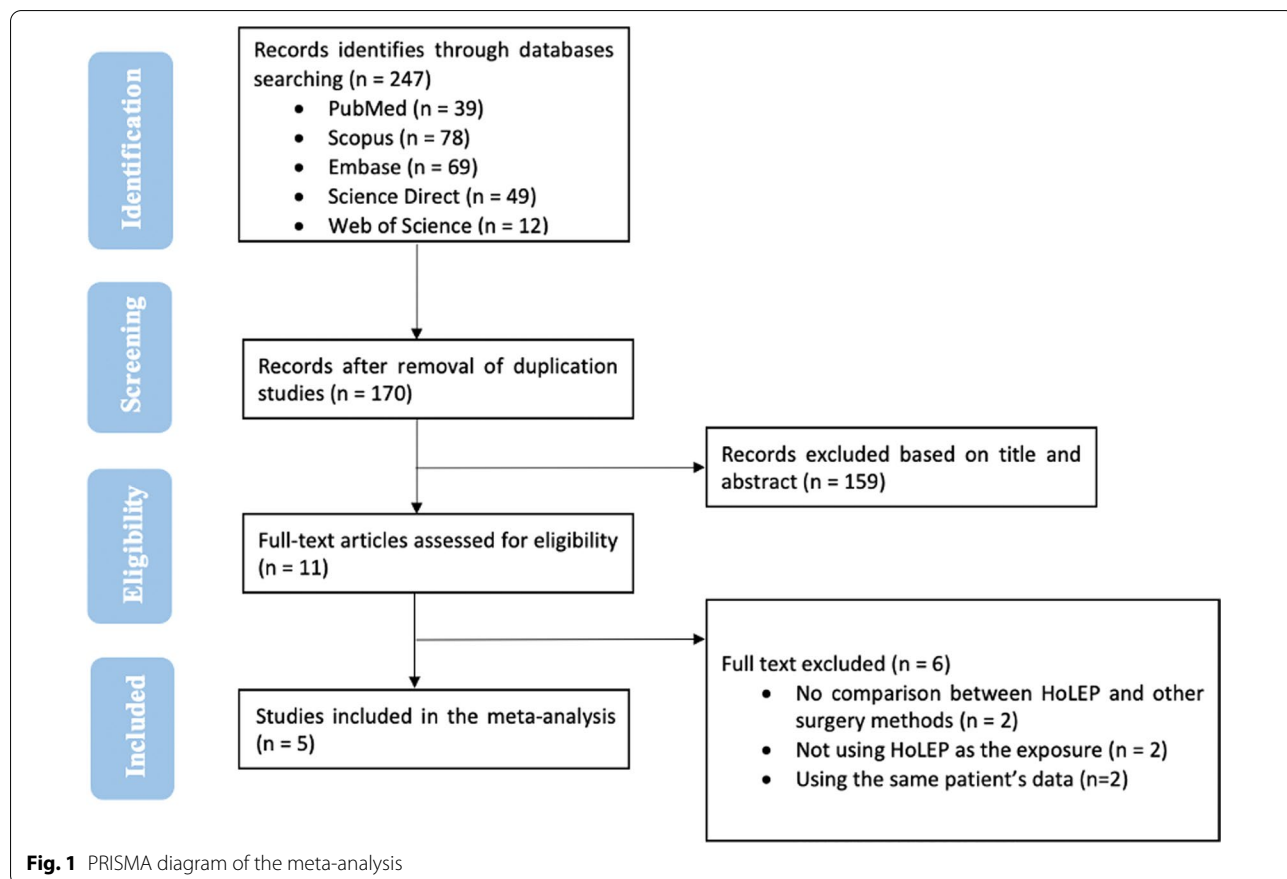 Identification
Records identifies through databases
searching (n = 247)
• PubMed (n = 39)
• Scopus (n = 78)
• Embase (n = 69)
• Science Direct (n = 49)
• Web of Science (n = 12)
Screening
Records after removal of duplication
studies (n = 170)
Records excluded based on title and
abstract (n = 159)
Eligibility
Full-text articles assessed for eligibility
(n = 11)
Full text excluded (n = 6)
• No comparison between HoLEP and other
surgery methods (n = 2)
• Not using HoLEP as the exposure (n = 2)
• Using the same patient's data (n=2)
Included
Studies included in the meta-analysis
(n = 5)
Fig. 1 PRISMA diagram of the meta-analysis